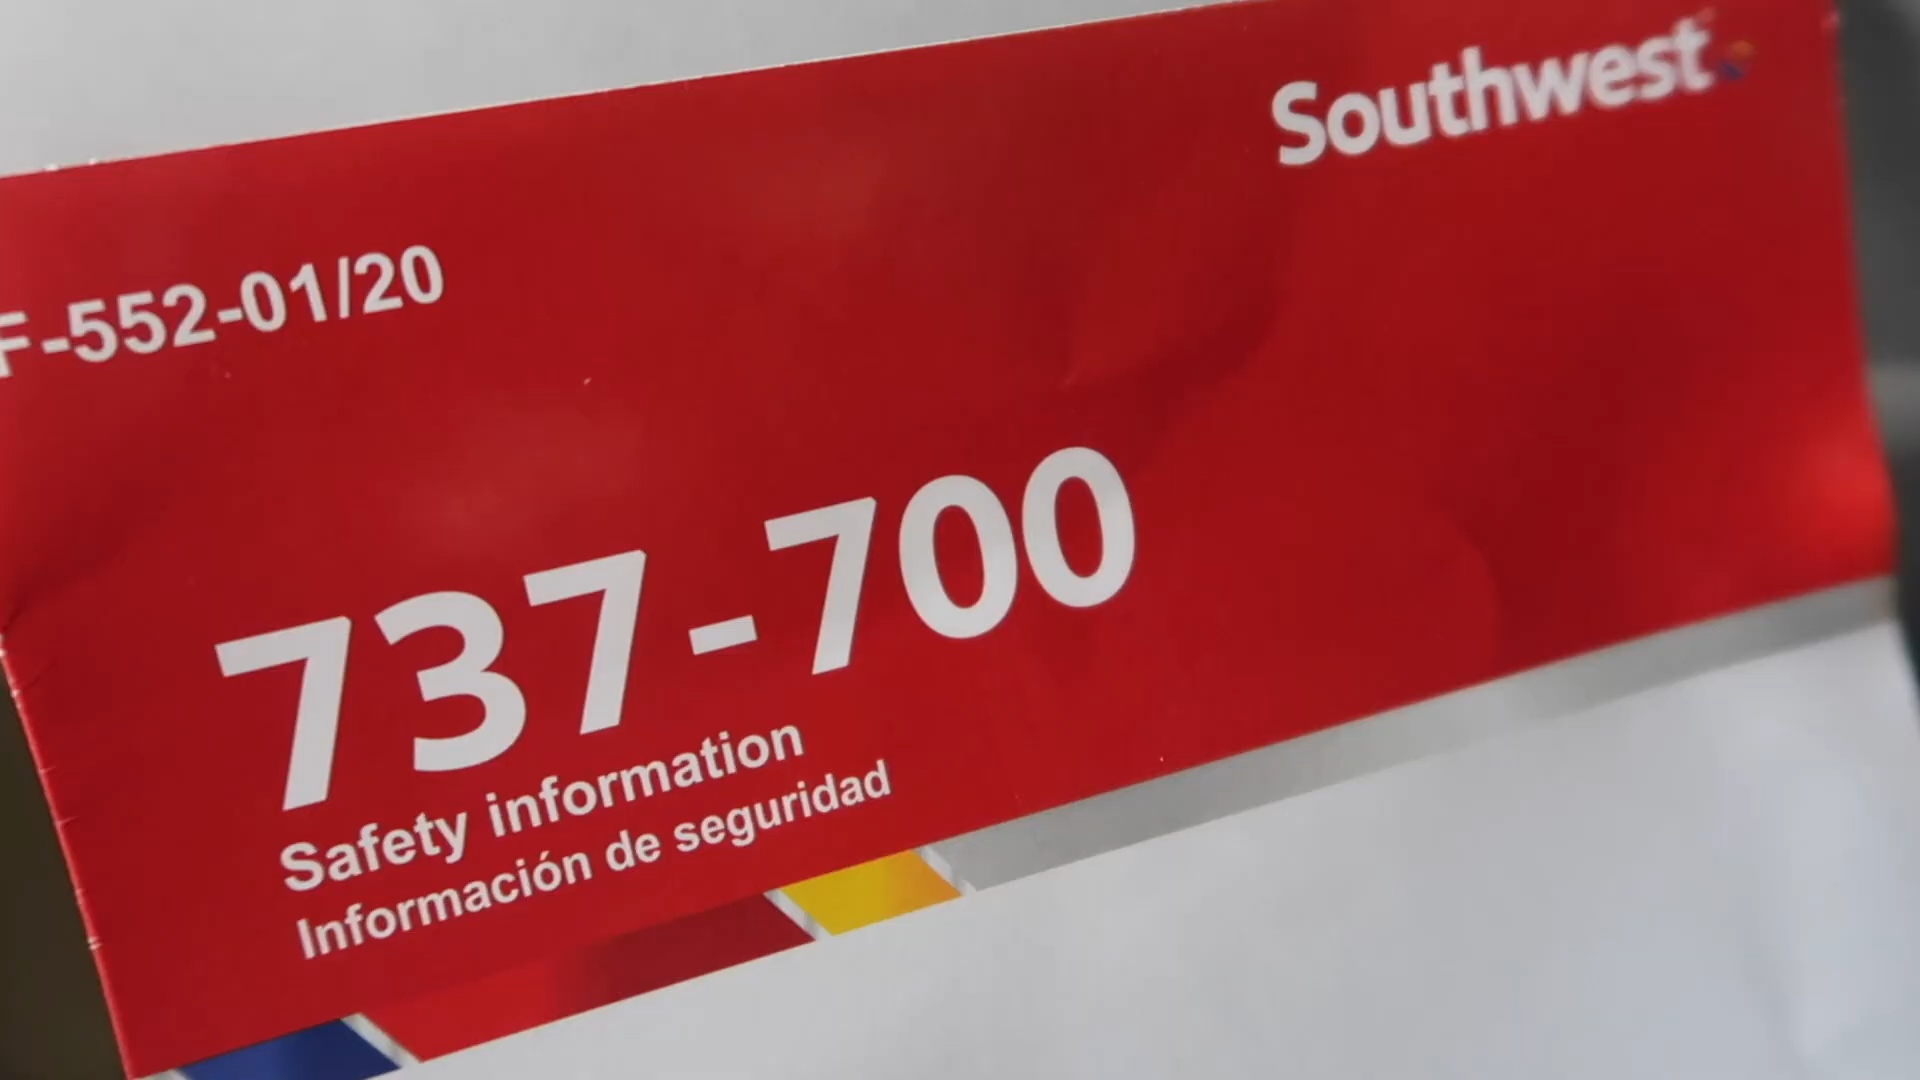 Southwest
F-552-01/20
737-700
Safety information
Información de seguridad